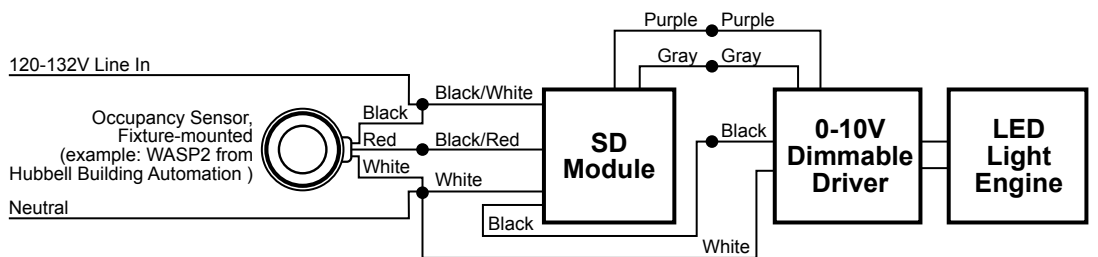 Purple Purple
Gray Gray
120-132V Line In
Black/White
Black
Occupancy Sensor,
Fixture-mounted
(example: WASP2 from
Hubbell Building Automation )
Red
Black/Red
White
White
Neutral
Black
SD
Module
Black
White
0-10V
Dimmable
Driver
LED
Light
Engine